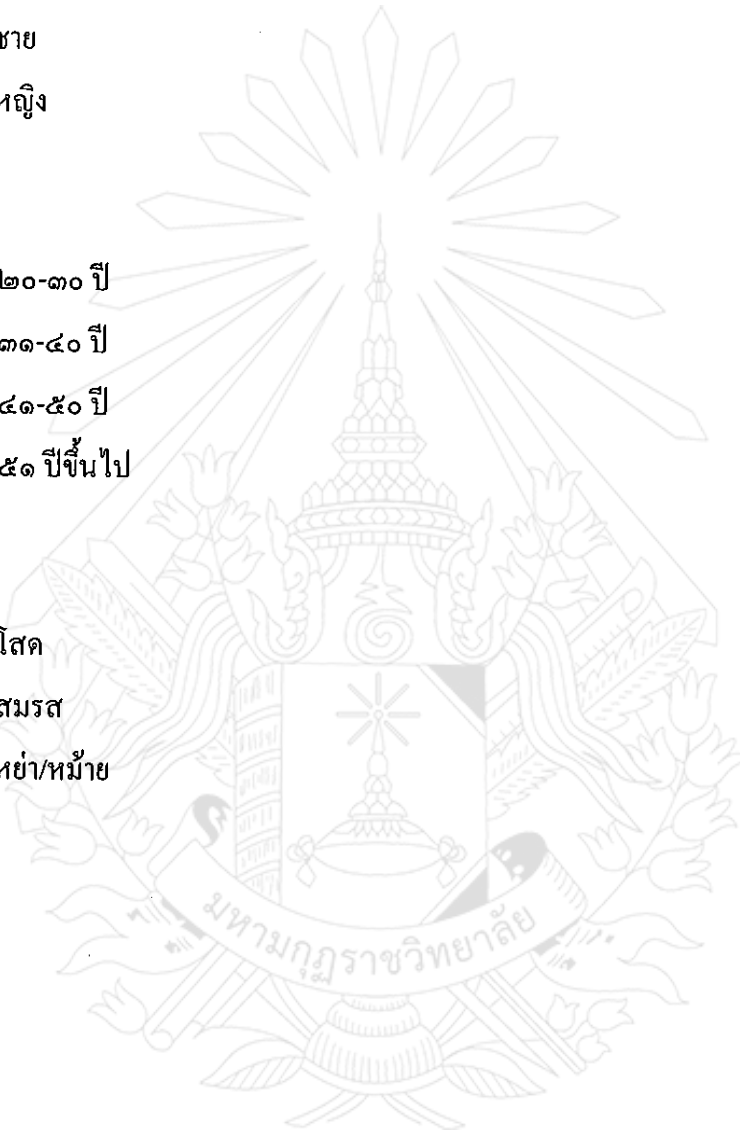 ชาย
หญิง
๒๐-๓๐ ปี
๓๑-๔๐ ปี
๔๑-๕๐ ปี
๕๑ ปีขึ้นไป
โสด
สมรส
หย่า/หม้าย
มหามกุฏราชวิทยาลัย